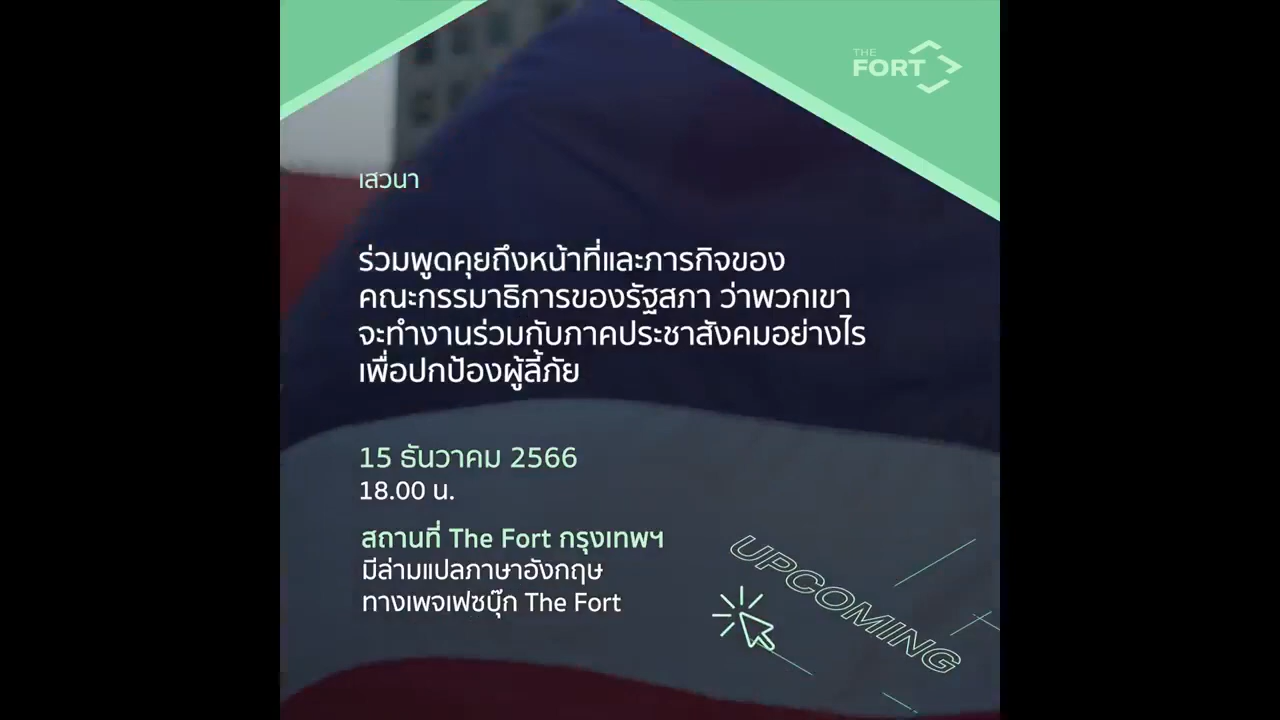 THE
FORT
เสวนา
ร่วมพูดคุยถึงหน้าที่และภารกิจของ
คณะกรรมาธิการของรัฐสภา ว่าพวกเขา
จะทำงานร่วมกับภาคประชาสังคมอย่างไร
เพื่อปกป้องผู้ลี้ภัย
15 ธันวาคม 2566
18.00 น.
สถานที่ The Fort กรุงเทพฯ
มีล่ามแปลภาษาอังกฤษ
ทางเพจเฟซบุ๊ก The Fort
UPCOMING